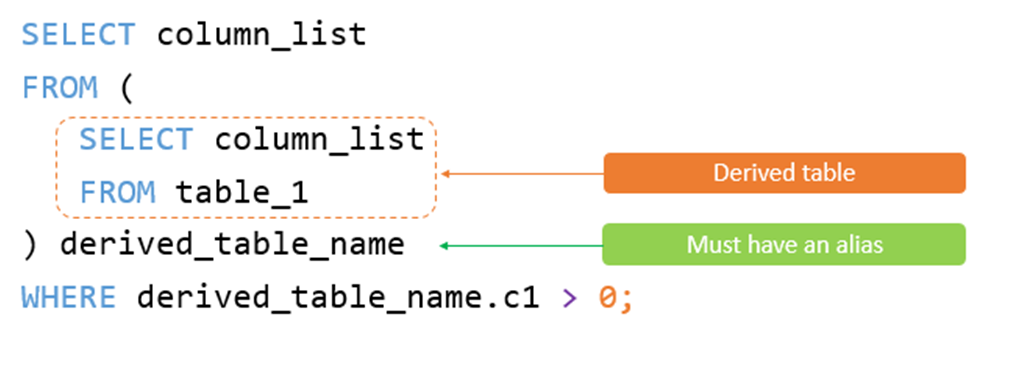 SELECT column_list
FROM (
SELECT column_list
FROM table_1
Derived table
) derived_table_name
Must have an alias
WHERE derived_table_name.c1 > 0;